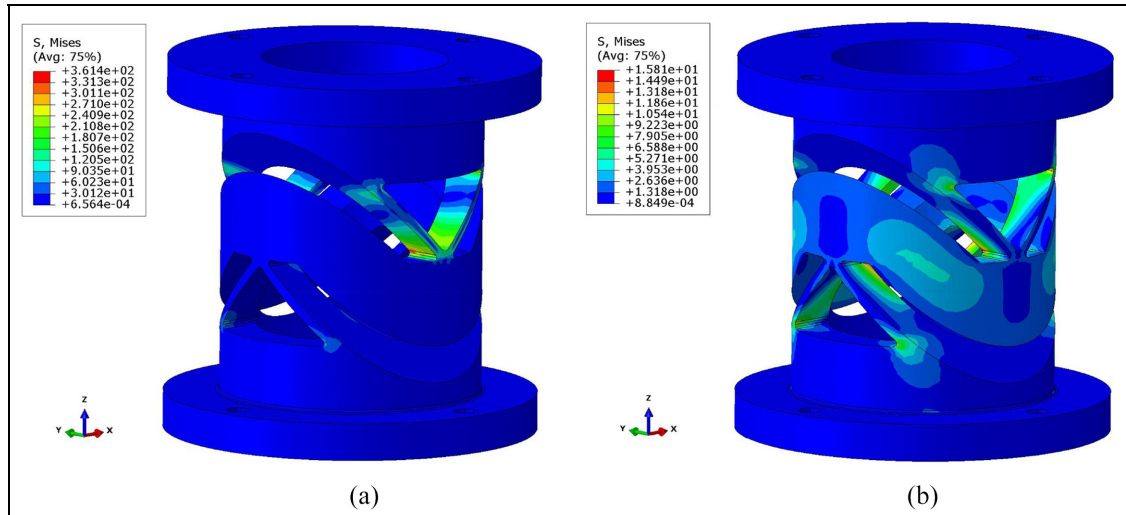 S, Mises
(Avg: 75%)
+3.614e+02
+3.313e+02
+3.011e+02
+2.710e+02
+2.409e+02
+2.108e+02
+1.807e+02
+1.506e+02
+1.205e+02
+9.035e+01
+6.023e+01
+3.012e+01
+6.564e-04
Z
Y
X
(a)
S, Mises
(Avg: 75%)
+1.581e+01
+1.449e+01
+1.318e+01
+1.186e+01
+1.054e+01
+9.223e+00
+7.905e+00
+6.588e+00
+5.271e+00
+3.953e+00
+2.636e+00
+1.318e+00
+8.849e-04
Z
Y
X
(b)